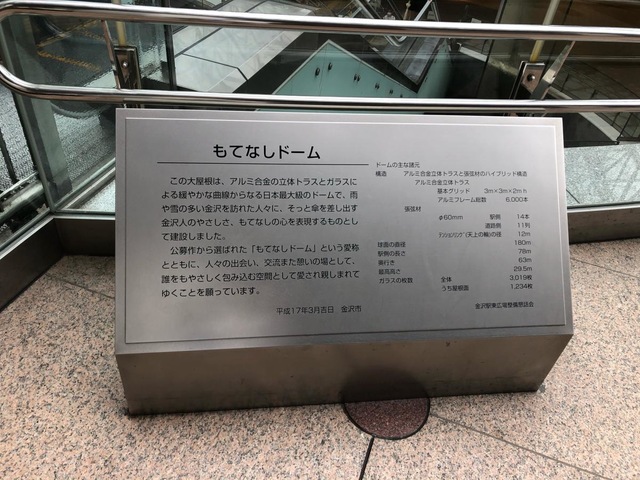 もてなしドーム
この大屋根は、アルミ合金の立体トラスとガラスに
よる緩やかな曲線からなる日本最大級のドームで、雨
や雪の多い金沢を訪れた人々に、そっと傘を差し出す
金沢人のやさしさ、もてなしの心を表現するものとし
て建設しました。
公募作から選ばれた「もてなしドーム」という愛称
とともに、人々の出会い、交流また憩いの場として、
誰をもやさしく包み込む空間として愛され親しまれて
ゆくことを願っています。
平成17年3月吉日 金沢市
ドームの主な諸元
構造 アルミ合金立体トラスと張弦材のハイブリッド構造
アルミ合金立体トラス
基本グリッド 3m×3m×2mh
アルミフレーム総数 6,000本
張弦材
φ60mm 駅側 14本
道路側 11列
テンションリング(天上の輪)の径 12m
球面の直径 180m
駅側の長さ 78m
奥行き 63m
最高高さ 29.5m
ガラスの枚数 全体 3,019枚
うち屋根面 1,234枚
金沢駅東広場整備懇話会